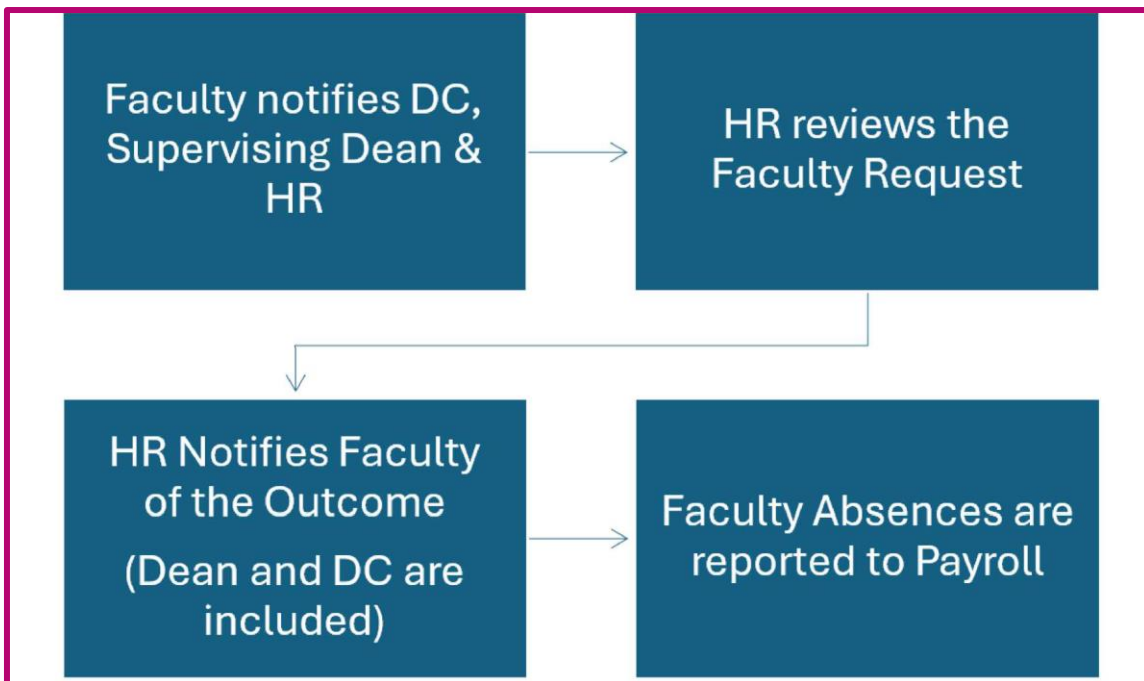 Faculty notifies DC,
Supervising Dean &
HR
HR reviews the
Faculty Request
HR Notifies Faculty
of the Outcome
(Dean and DC are
included)
Faculty Absences are
reported to Payroll